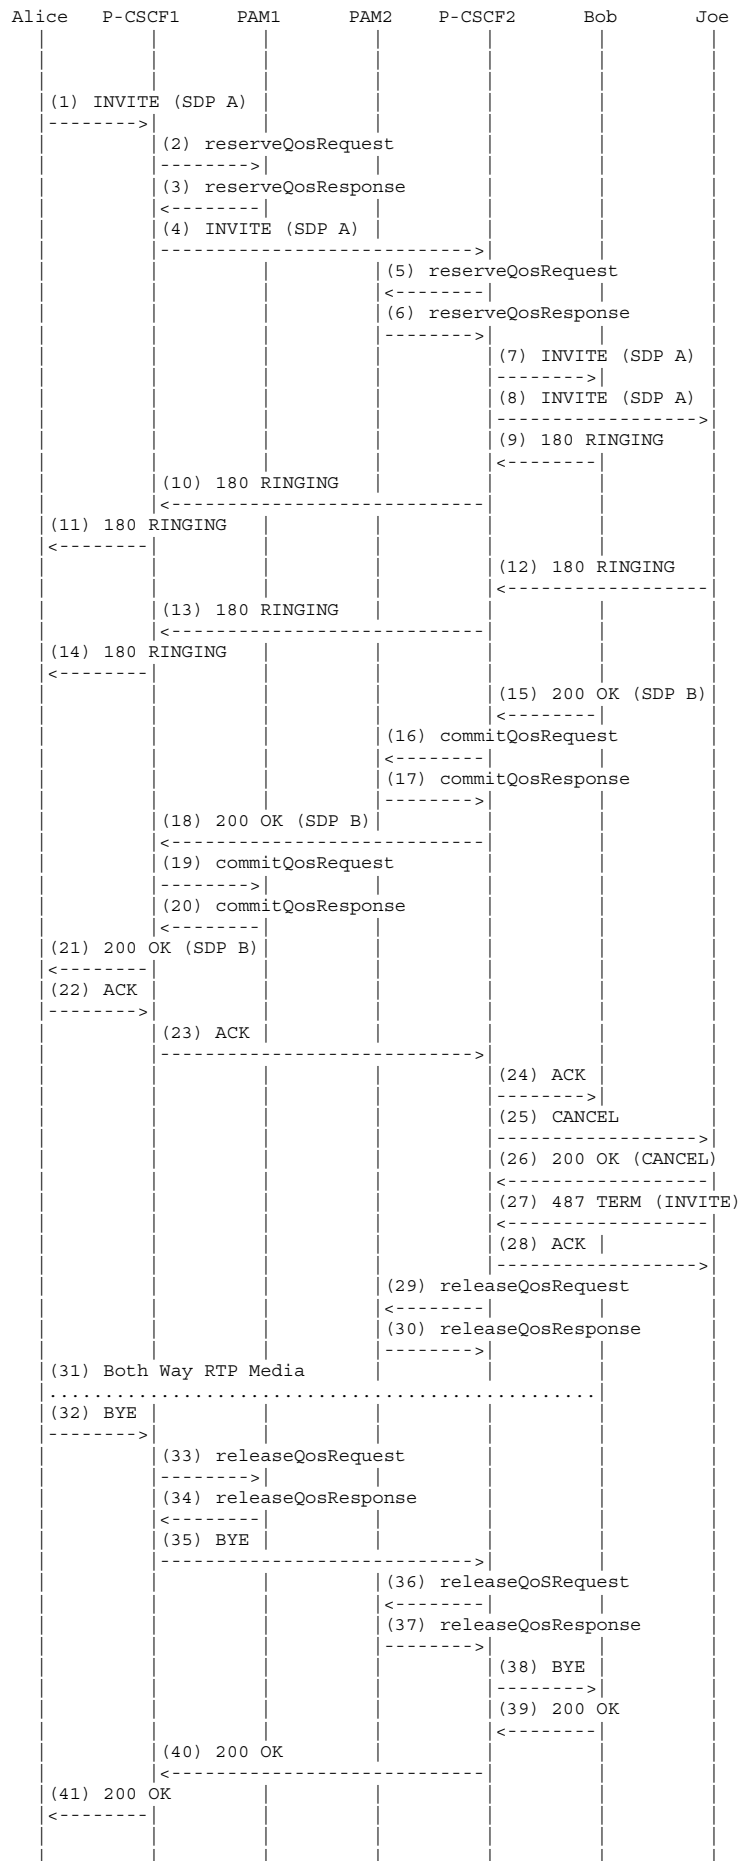 Alice P-CSCF1 PAM1 PAM2 P-CSCF2 Bob Joe
(1) INVITE (SDP A)
(2) reserveQosRequest
(3) reserveQosResponse
(4) INVITE (SDP A)
(5) reserveQosRequest
(6) reserveQosResponse
(7) INVITE (SDP A)
(8) INVITE (SDP A)
(9) 180 RINGING
(10) 180 RINGING
(11) 180 RINGING
(12) 180 RINGING
(13) 180 RINGING
(14) 180 RINGING
(15) 200 OK (SDP B)
(16) commitQosRequest
(17) commitQosResponse
(18) 200 OK (SDP B)
(19) commitQosRequest
(20) commitQosResponse
(21) 200 OK (SDP B)
(22) ACK
(23) ACK
(24) ACK
(25) CANCEL
(26) 200 OK (CANCEL)
(27) 487 TERM (INVITE)
(28) ACK
(29) releaseQosRequest
(30) releaseQosResponse
(31) Both Way RTP Media
(32) BYE
(33) releaseQosRequest
(34) releaseQosResponse
(35) BYE
(36) releaseQoSRequest
(37) releaseQosResponse
(38) BYE
(39) 200 OK
(40) 200 OK
(41) 200 OK